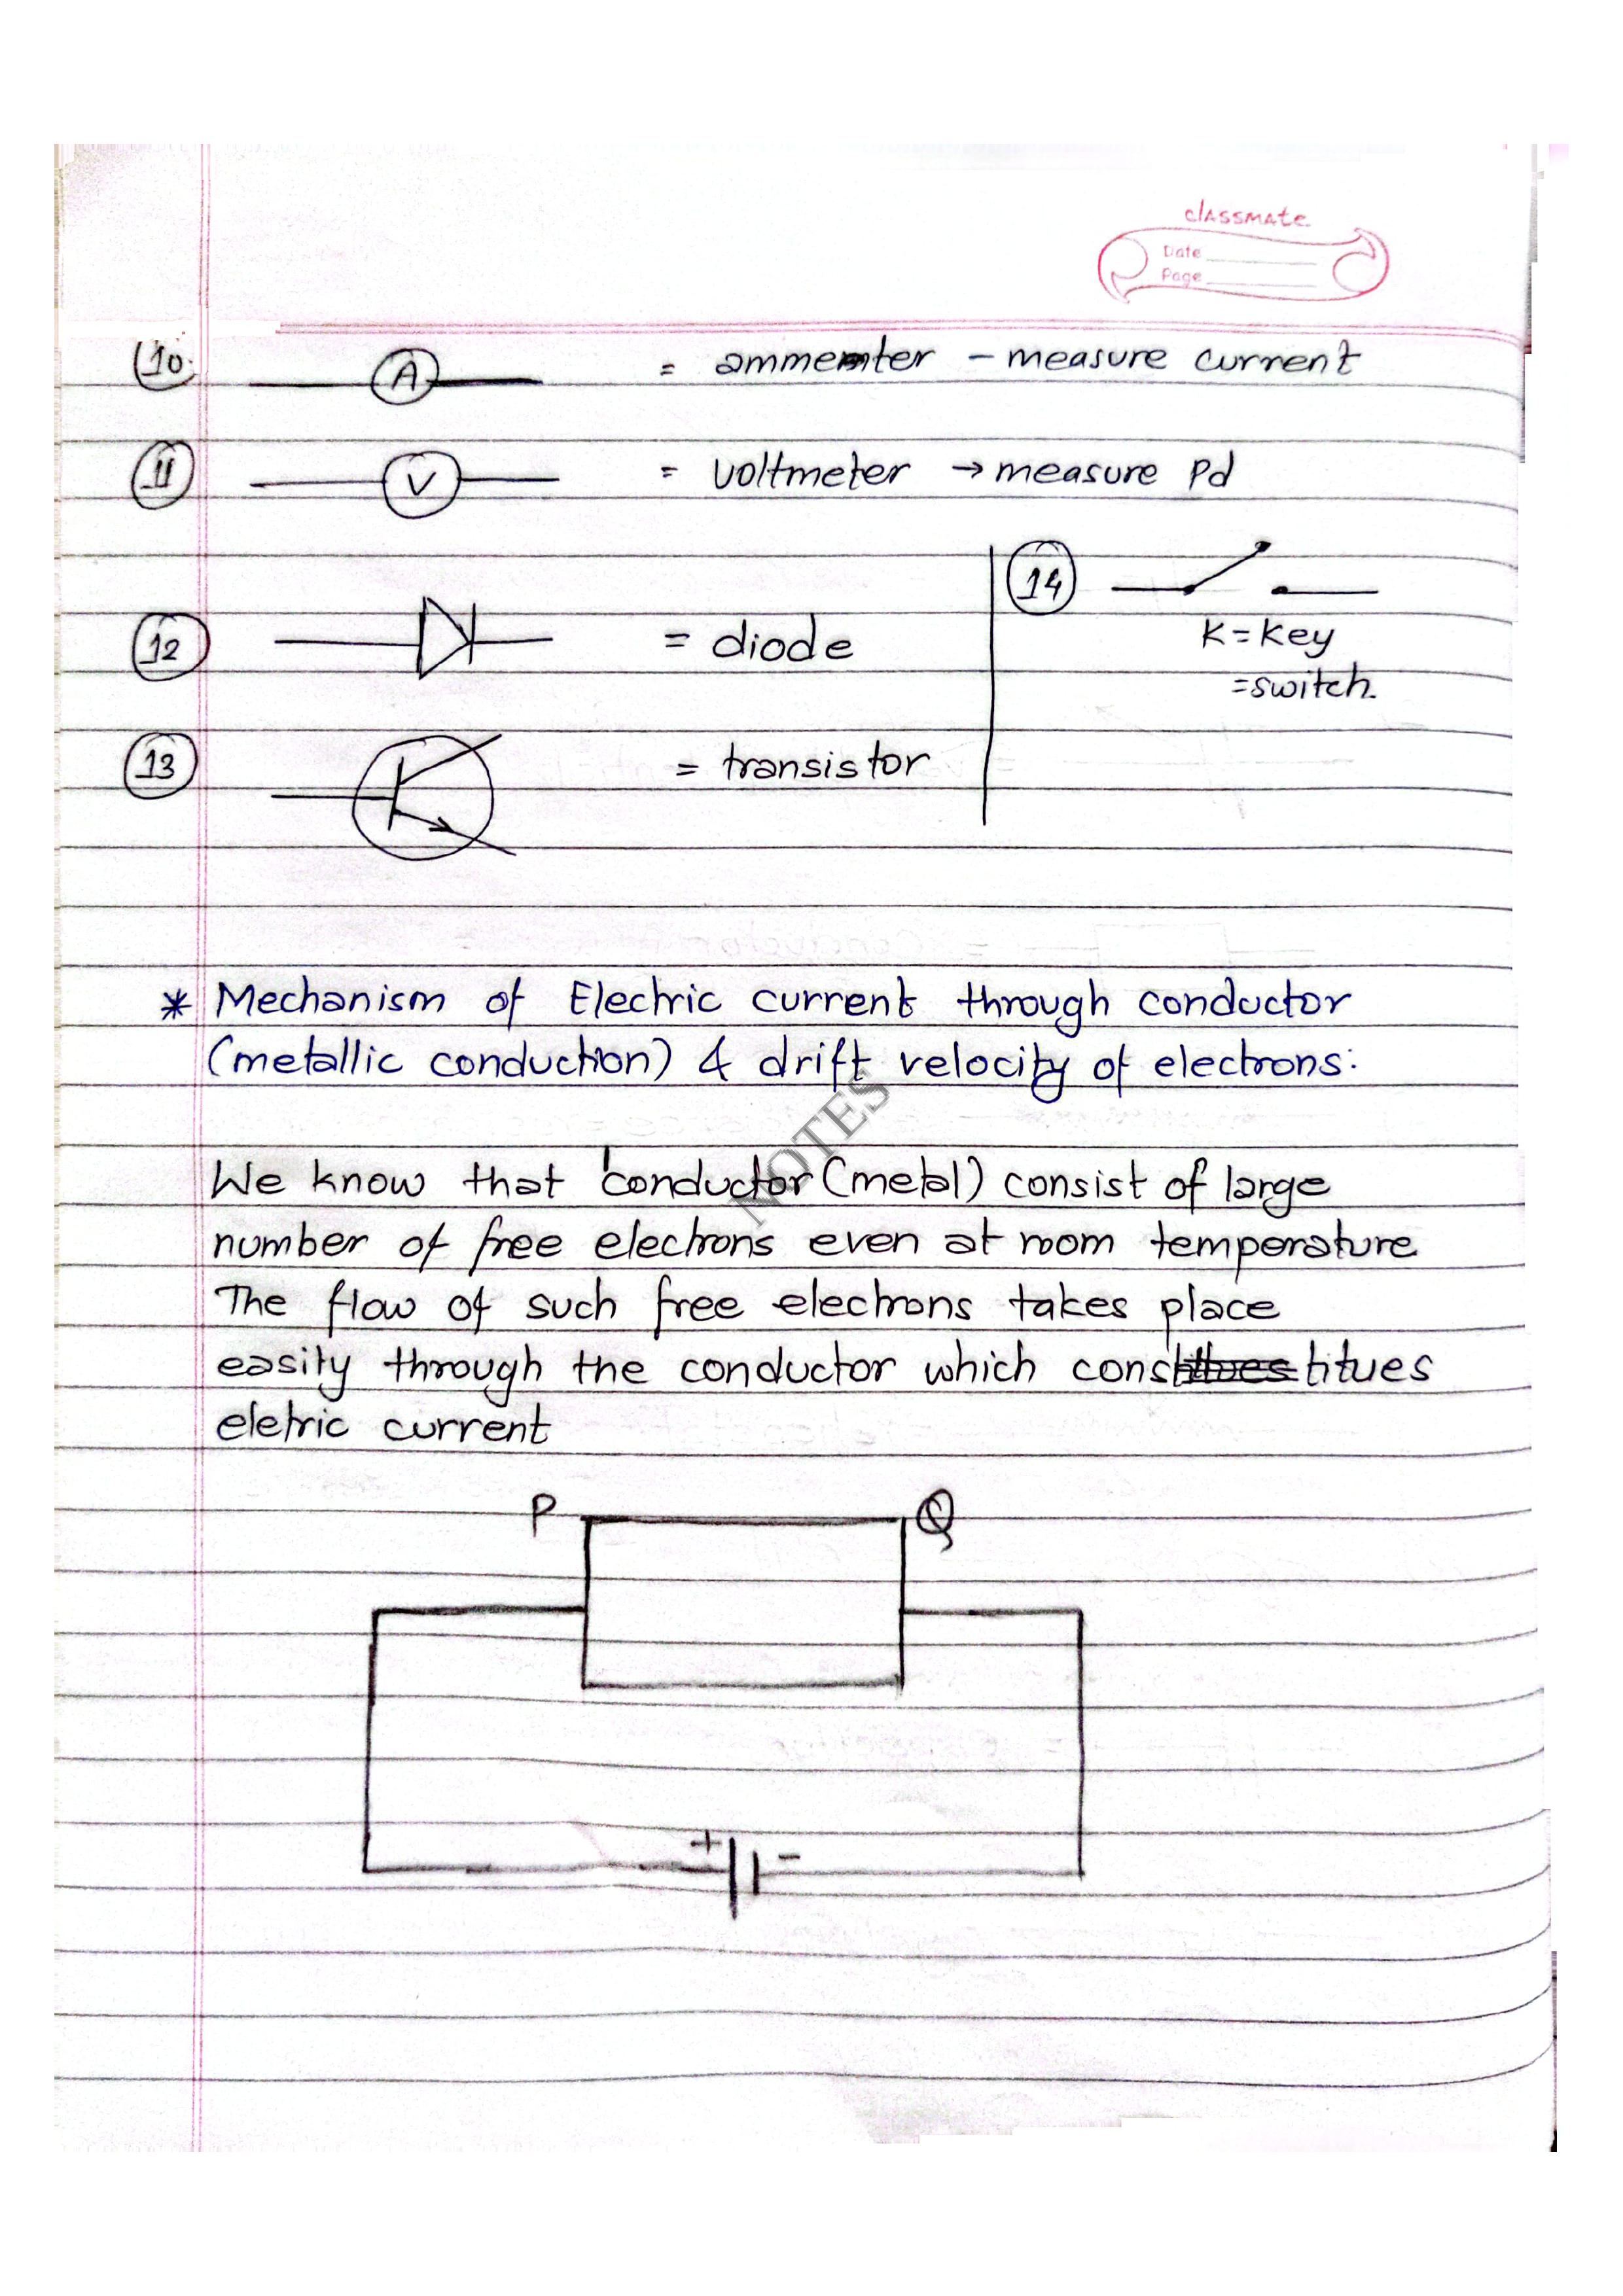 classmate
Date
Page
10. A = ammenter - measure current
11 V = voltmeter → measure Pd
12 = diode
14
K = Key
= switch.
13 = transistor
* Mechanism of Electric current through conductor
(metallic conduction) & drift velocity of electrons:
NOTES
We know that conductor (metal) consist of large
number of free electrons even at room temperature
The flow of such free electrons takes place
easily through the conductor which constitues
eletric current
P Q
+ -